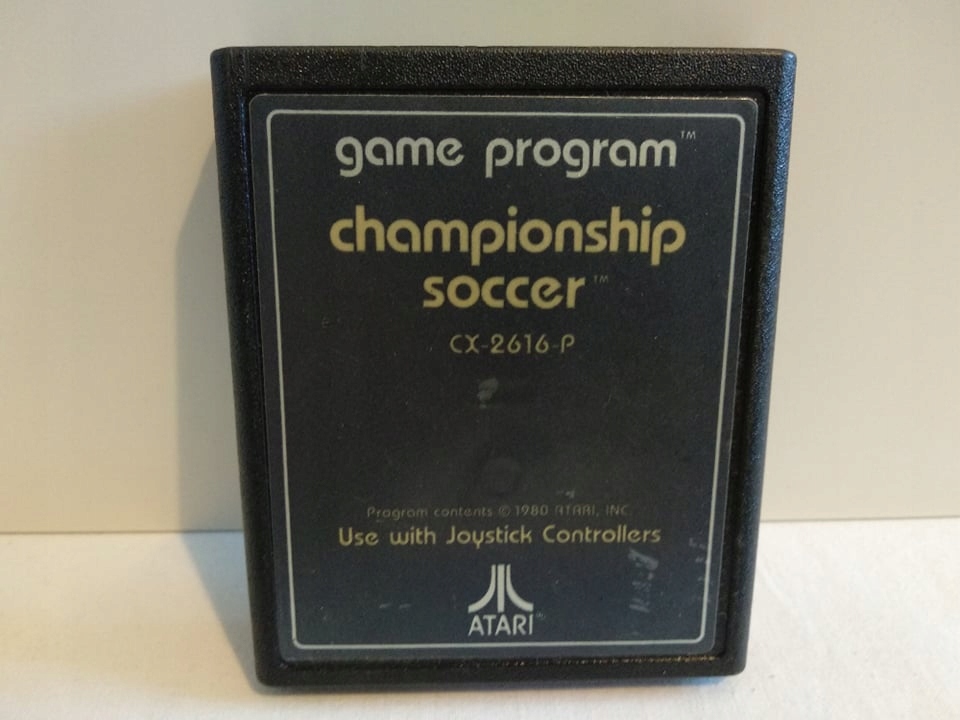 game program™
championship
soccer™
CX-2616-P
Program contents © 1980 ATARI, INC.
Use with Joystick Controllers
ATARI